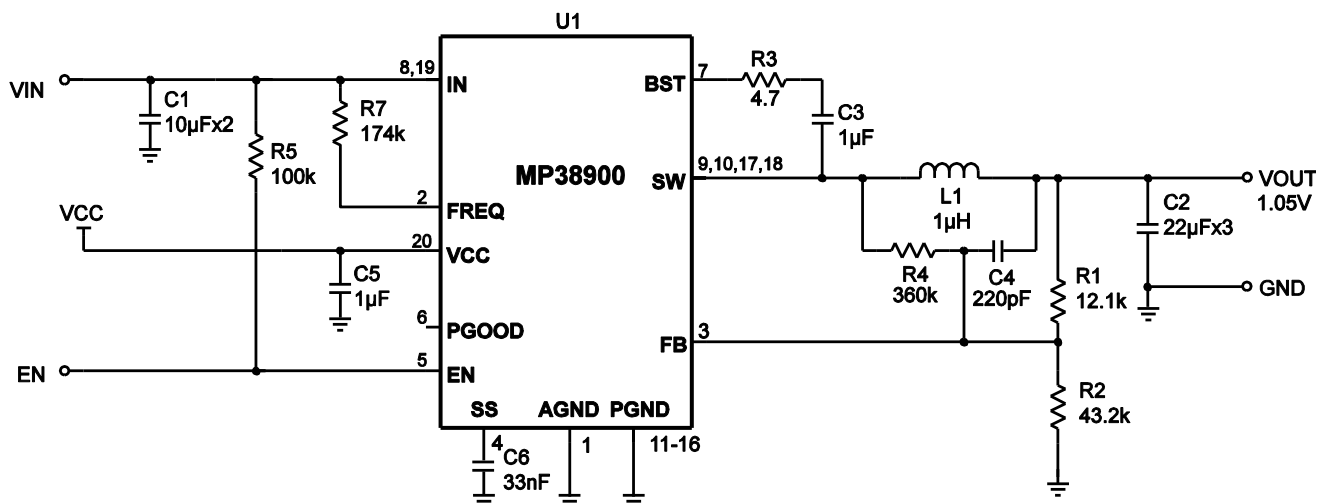 U1
VIN
C1
10µFx2
R5
100k
R7
174k
8,19
IN
2
FREQ
VCC
20
VCC
C5
1µF
6
PGOOD
EN
5
EN
MP38900
BST
7
R3
4.7
C3
1µF
SW
9,10,17,18
L1
1µH
R4
360k
C4
220pF
R1
12.1k
C2
22µFx3
VOUT
1.05V
GND
FB
3
R2
43.2k
SS
AGND
PGND
4
C6
33nF
1
11-16